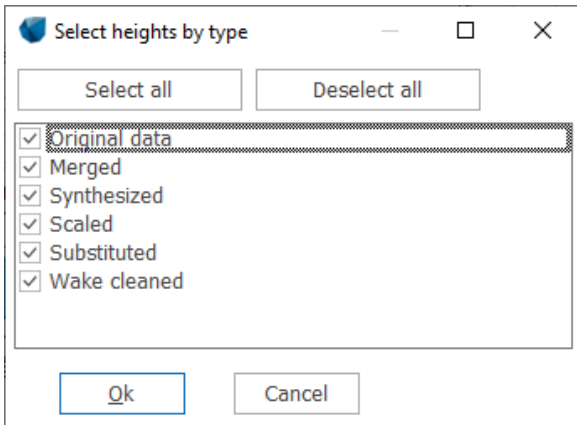 Select heights by type
Select all Deselect all
Original data
Merged
Synthesized
Scaled
Substituted
Wake cleaned
Ok Cancel